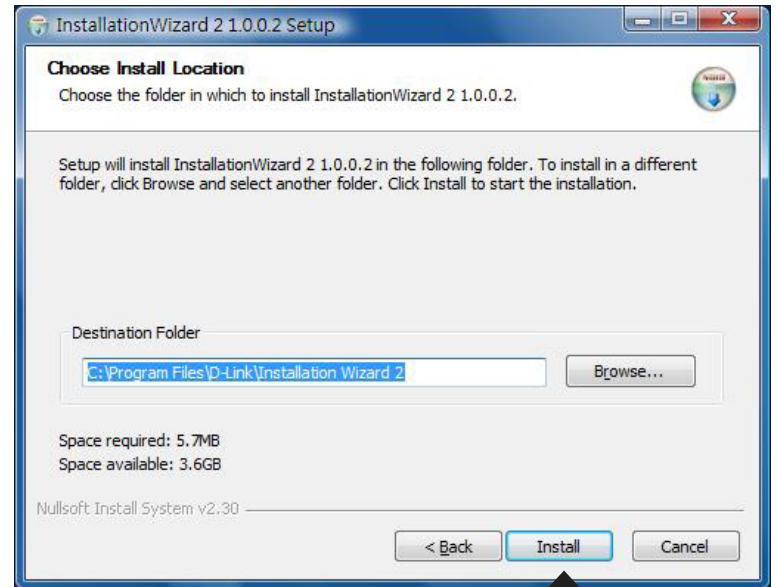 InstallationWizard 2 1.0.0.2 Setup
Choose Install Location
Choose the folder in which to install InstallationWizard 2 1.0.0.2.
Setup will install InstallationWizard 2 1.0.0.2 in the following folder. To install in a different
folder, click Browse and select another folder. Click Install to start the installation.
Destination Folder
C:\Program Files\D-Link\Installation Wizard 2
Browse...
Space required: 5.7MB
Space available: 3.6GB
Nullsoft Install System v2.30
< Back
Install
Cancel